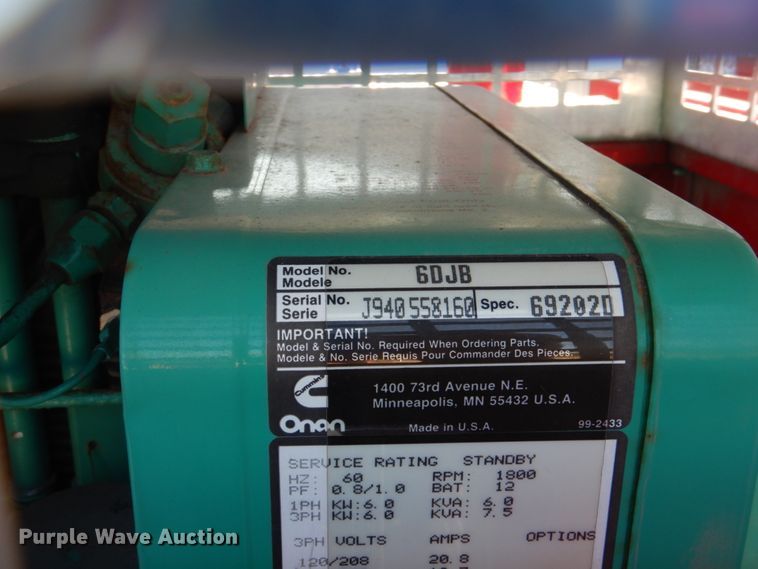 Model No. 6DJB
Modele
Serial No. J940558160 Spec. 69202D
Serie
IMPORTANT!
Model & Serial No. Required When Ordering Parts.
Modele & No. Serie Requis Pour Commander Des Pieces.
Cummins
Onan
1400 73rd Avenue N.E.
Minneapolis, MN 55432 U.S.A.
Made in U.S.A. 99-2433
SERVICE RATING STANDBY
HZ: 60 RPM: 1800
PF: 0.8/1.0 BAT: 12
1PH KW:6.0 KVA: 6.0
3PH KW:6.0 KVA: 7.5
3PH VOLTS AMPS OPTIONS
120/208 20.8
Purple Wave Auction